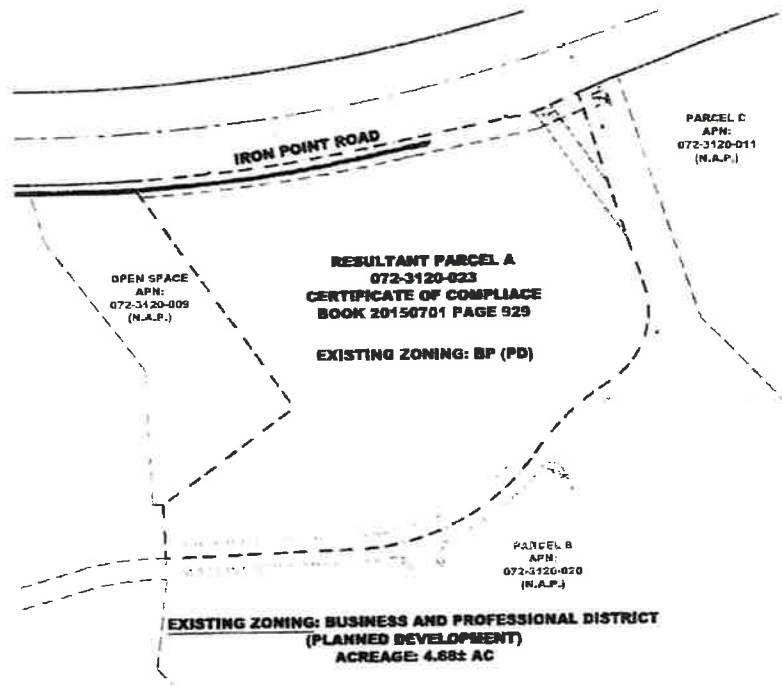 IRON POINT ROAD
PARCEL C
APN:
072-3120-011
(N.A.P.)
OPEN SPACE
APN:
072-3120-009
(N.A.P.)
RESULTANT PARCEL A
072-3120-023
CERTIFICATE OF COMPLIACE
BOOK 20150701 PAGE 929
EXISTING ZONING: BP (PD)
PARCEL B
APN:
072-3120-020
(N.A.P.)
EXISTING ZONING: BUSINESS AND PROFESSIONAL DISTRICT
(PLANNED DEVELOPMENT)
ACREAGE: 4.68± AC